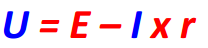 U = E – I x r